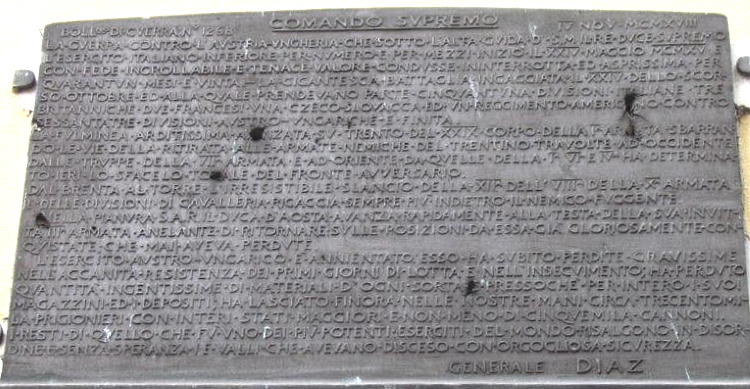 COMANDO SVPREMO
BOLL° DI GVERRA N° 1268 IV NOV. MCMXVIII
LA·GVERRA·CONTRO·L'AVSTRIA·VNGHERIA·CHE·SOTTO·L'ALTA·GVIDA·D·S·M·IL·RE·DVCE·SVPREMO
L'ESERCITO·ITALIANO·INFERIORE·PER·NVMERO·E·PER·MEZZI·INIZIO·IL·XXIV·MAGGIO·MCMXV·E
CON·FEDE·INCROLLABILE·E·TENACE·VALORE·CONDVSSE·ININTERROTTA·ED·ASPRISSIMA·PER
QVARANTVN·MESI·E·VINTA·LA·GIGANTESCA·BATTAGLIA·INGAGGIATA·IL·XXIV·DELLO·SCOR-
SO·OTTOBRE·ED·ALLA·QVALE·PRENDEVANO·PARTE·CINQVANTVNA·DIVISIONI·ITALIANE·TRE
BRITANNICHE·DVE·FRANCESI·VNA·CZECO·SLOVACCA·ED·VN·REGGIMENTO·AMERICANO·CONTRO
SESSANTATRE·DIVISIONI·AVSTRO·VNGARICHE·E·FINITA
LA·FVLMINEA·ARDITISSIMA·AVANZATA·SV·TRENTO·DEL·XXIX·CORPO·DELLA·I·ARMATA·SBARRAN
DO·LE·VIE·DELLA·RITIRATA·ALLE·ARMATE·NEMICHE·DEL·TRENTINO·TRAVOLTE·AD·OCCIDENTE
DALLE·TRVPPE·DELLA·VII·ARMATA·E·AD·ORIENTE·DA·QVELLE·DELLA·I·VI·E·IV·HA·DETERMINA
TO·IERI·LO·SFACELO·TOTALE·DEL·FRONTE·AVVERSARIO.
DAL·BRENTA·AL·TORRE·L'IRRESISTIBILE·SLANCIO·DELLA·XII·DELL'VIII·DELLA·X·ARMATA
E·DELLE·DIVISIONI·DI·CAVALLERIA·RICACCIA·SEMPRE·PIV·INDIETRO·IL·NEMICO·FVGGENTE
NELLA·PIANVRA·S.A.R.IL·DVCA·D'AOSTA·AVANZA·RAPIDAMENTE·ALLA·TESTA·DELLA·SVA·INVIT
TA·III·ARMATA·ANELANTE·DI·RITORNARE·SVLLE·POSIZIONI·DA·ESSA·GIA·GLORIOSAMENTE·CON-
QVISTATE·CHE·MAI·AVEVA·PERDVTE
L'ESERCITO·AVSTRO·VNGARICO·E·ANNIENTATO:ESSO·HA·SVBITO·PERDITE·GRAVISSIME
NELL'ACCANITA·RESISTENZA·DEI·PRIMI·GIORNI·DI·LOTTA·E·NELL'INSEGVIMENTO;HA·PERDVTO
QVANTITA·INGENTISSIME·DI·MATERIALE·D'OGNI·SORTA·E·PRESSOCHE·PER·INTERO·I·SVOI
MAGAZZINI·ED·I·DEPOSITI;HA·LASCIATO·FINORA·NELLE·NOSTRE·MANI·CIRCA·TRECENTOMI
LA·PRIGIONIERI·CON·INTERI·STATI·MAGGIORI·E·NON·MENO·DI·CINQVEMILA·CANNONI.
I·RESTI·DI·QVELLO·CHE·FV·VNO·DEI·PIV·POTENTI·ESERCITI·DEL·MONDO·RISALGONO·IN·DISOR
DINE·E·SENZA·SPERANZA·LE·VALLI·CHE·AVEVANO·DISCESO·CON·ORGOGLIOSA·SICVREZZA.
GENERALE DIAZ